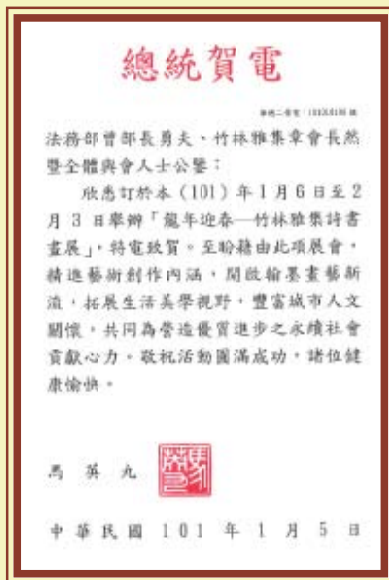 總統賀電
法務部曾部長勇夫、竹林雅集章會長然
暨全體與會人士公鑒：
欣悉訂於本（101）年1月6日至2
月3日舉辦「龍年迎春—竹林雅集詩書
畫展」，特電致賀。至盼藉由此項展會，
精進藝術創作內涵，開啟翰墨畫藝新
流，拓展生活美學視野，豐富城市人文
關懷，共同為營造優質進步之永續社會
貢獻心力。敬祝活動圓滿成功，諸位健
康愉快。
馬英九
中華民國101年1月5日